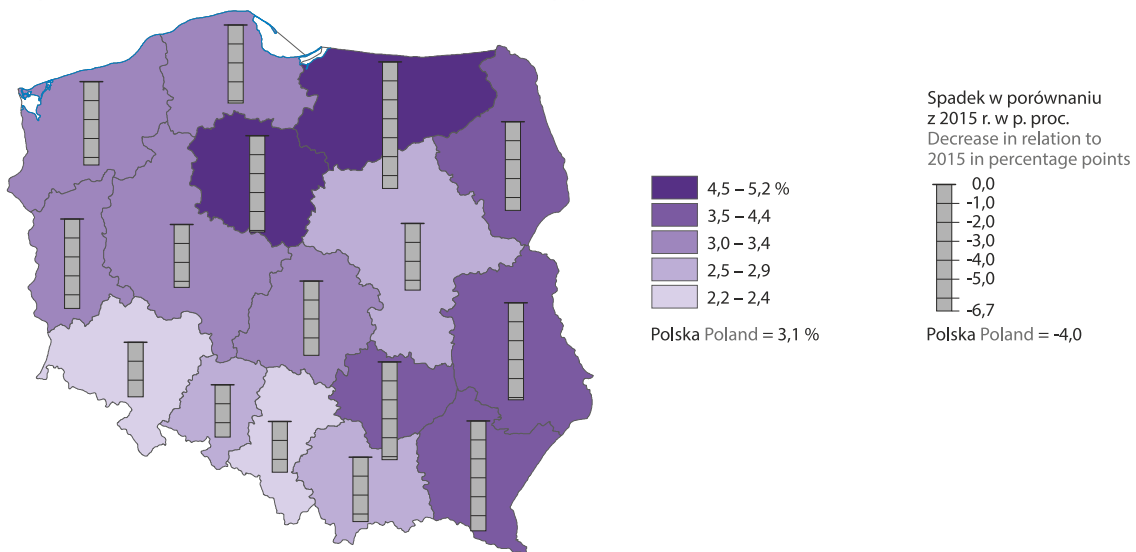 4,5 – 5,2 %
3,5 – 4,4
3,0 – 3,4
2,5 – 2,9
2,2 – 2,4
Polska Poland = 3,1 %
Spadek w porównaniu
z 2015 r. w p. proc.
Decrease in relation to
2015 in percentage points
0,0
-1,0
-2,0
-3,0
-4,0
-5,0
-6,7
Polska Poland = -4,0